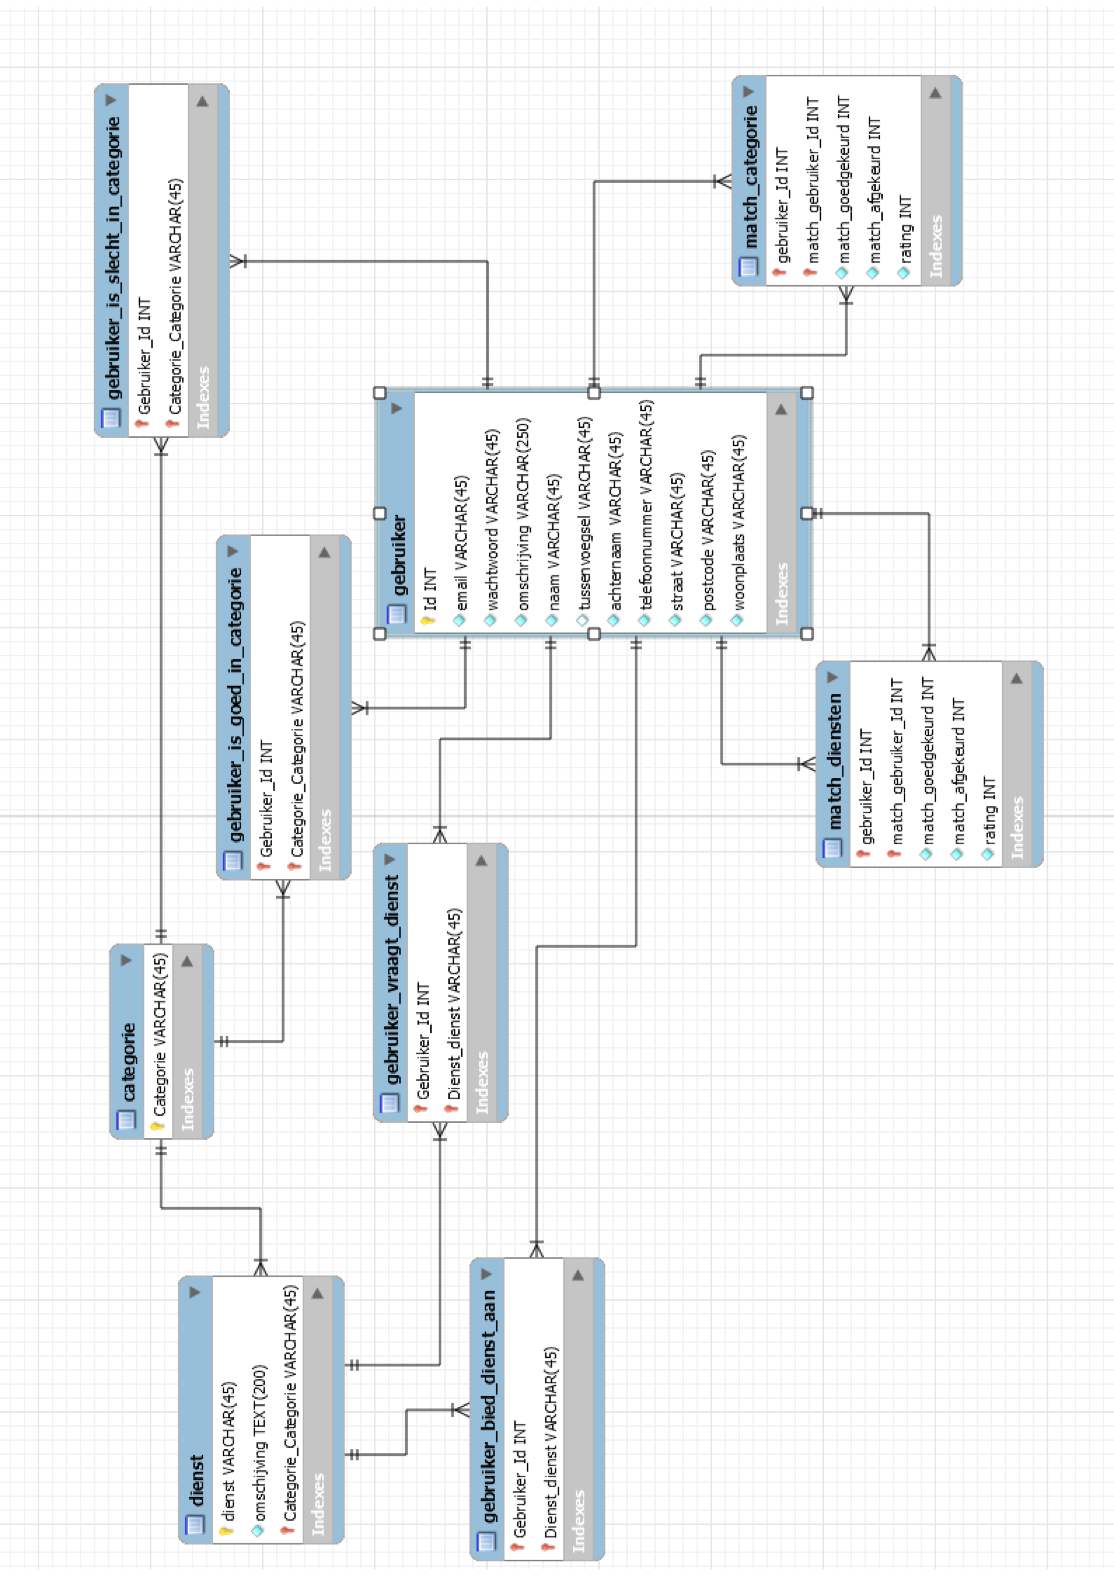 gebruiker_is_slecht_in_categorie
Gebruiker_Id INT
Categorie_Categorie VARCHAR(45)
Indexes
gebruiker_is_goed_in_categorie
Gebruiker_Id INT
Categorie_Categorie VARCHAR(45)
Indexes
categorie
Categorie VARCHAR(45)
Indexes
dienst
dienst VARCHAR(45)
omschijving TEXT(200)
Categorie_Categorie VARCHAR(45)
Indexes
gebruiker_vraagt_dienst
Gebruiker_Id INT
Dienst_dienst VARCHAR(45)
Indexes
gebruiker_bied_dienst_aan
Gebruiker_Id INT
Dienst_dienst VARCHAR(45)
Indexes
gebruiker
Id INT
email VARCHAR(45)
wachtwoord VARCHAR(45)
omschrijving VARCHAR(250)
naam VARCHAR(45)
tussenvoegsel VARCHAR(45)
achternaam VARCHAR(45)
telefoonnummer VARCHAR(45)
straat VARCHAR(45)
postcode VARCHAR(45)
woonplaats VARCHAR(45)
Indexes
match_categorie
gebruiker_Id INT
match_gebruiker_Id INT
match_goedgekeurd INT
match_afgekeurd INT
rating INT
Indexes
match_diensten
gebruiker_Id INT
match_gebruiker_Id INT
match_goedgekeurd INT
match_afgekeurd INT
rating INT
Indexes